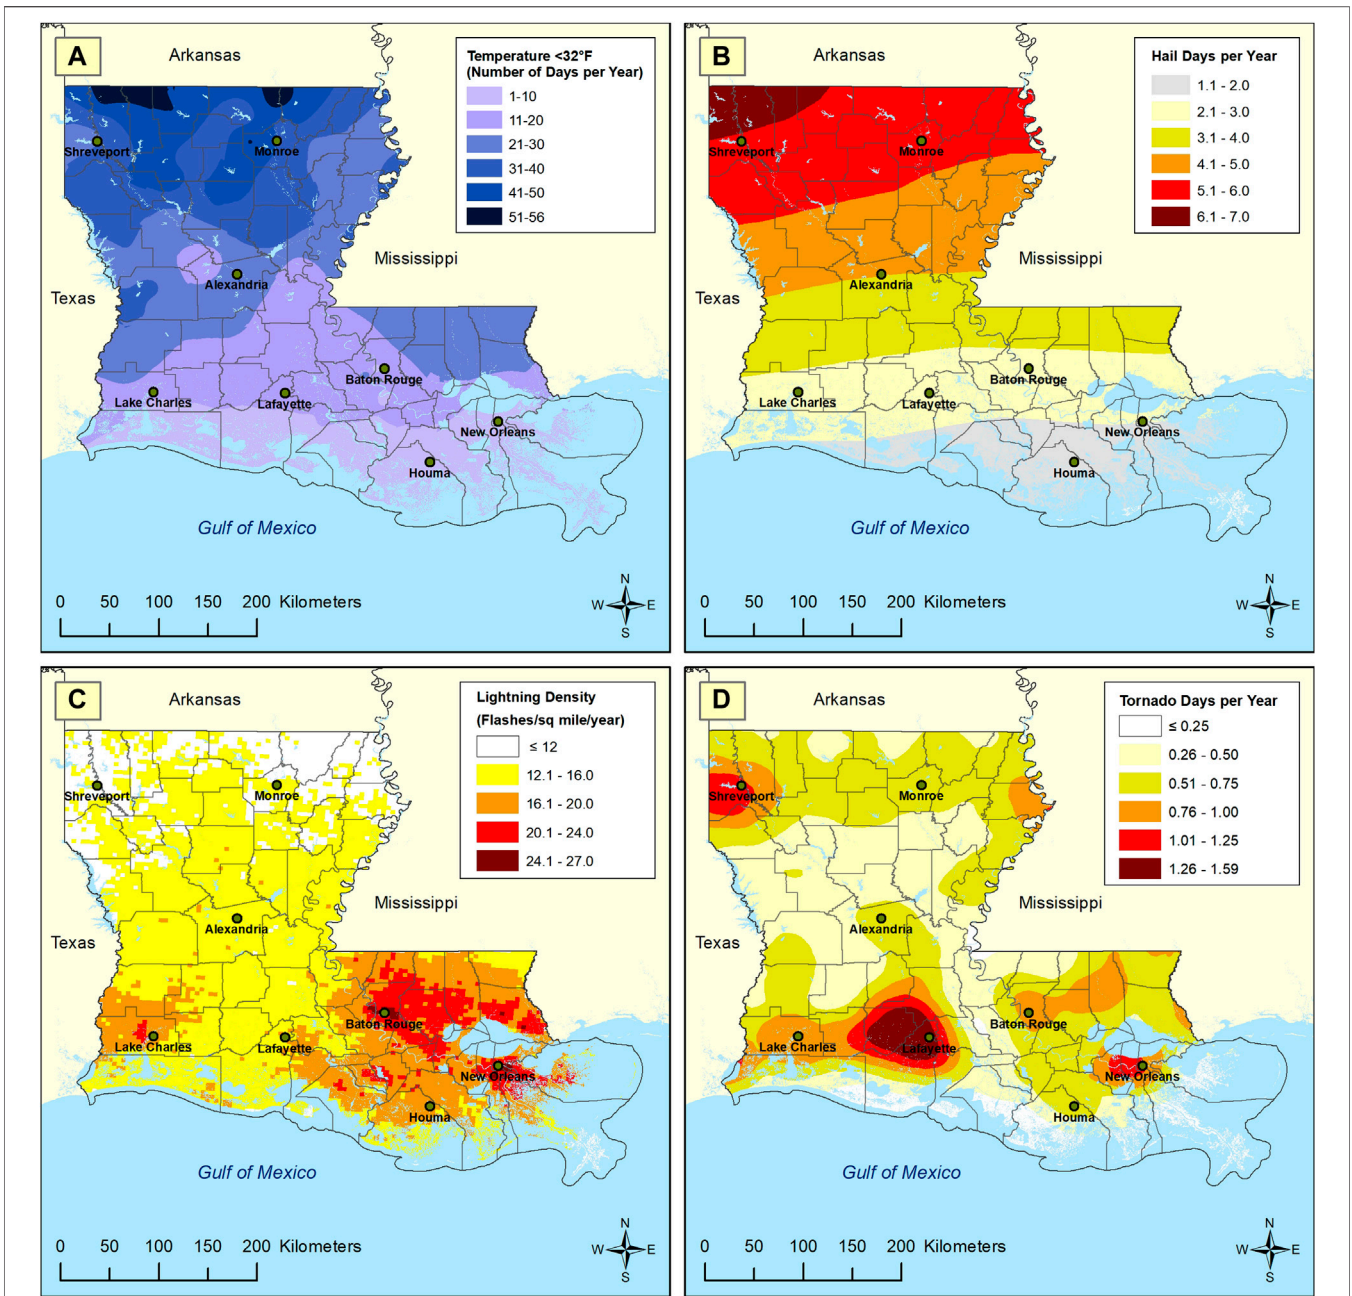 A
Arkansas
Temperature <32°F
(Number of Days per Year)
1-10
11-20
21-30
31-40
41-50
51-56
Shreveport
Monroe
Mississippi
Texas
Alexandria
Baton Rouge
Lake Charles
Lafayette
New Orleans
Houma
Gulf of Mexico
0 50 100 150 200 Kilometers
N
W E
S
B
Arkansas
Hail Days per Year
1.1 - 2.0
2.1 - 3.0
3.1 - 4.0
4.1 - 5.0
5.1 - 6.0
6.1 - 7.0
Shreveport
Monroe
Mississippi
Texas
Alexandria
Baton Rouge
Lake Charles
Lafayette
New Orleans
Houma
Gulf of Mexico
0 50 100 150 200 Kilometers
N
W E
S
C
Arkansas
Lightning Density
(Flashes/sq mile/year)
≤ 12
12.1 - 16.0
16.1 - 20.0
20.1 - 24.0
24.1 - 27.0
Shreveport
Monroe
Mississippi
Texas
Alexandria
Baton Rouge
Lake Charles
Lafayette
New Orleans
Houma
Gulf of Mexico
0 50 100 150 200 Kilometers
N
W E
S
D
Arkansas
Tornado Days per Year
≤ 0.25
0.26 - 0.50
0.51 - 0.75
0.76 - 1.00
1.01 - 1.25
1.26 - 1.59
Shreveport
Monroe
Mississippi
Texas
Alexandria
Baton Rouge
Lake Charles
Lafayette
New Orleans
Houma
Gulf of Mexico
0 50 100 150 200 Kilometers
N
W E
S